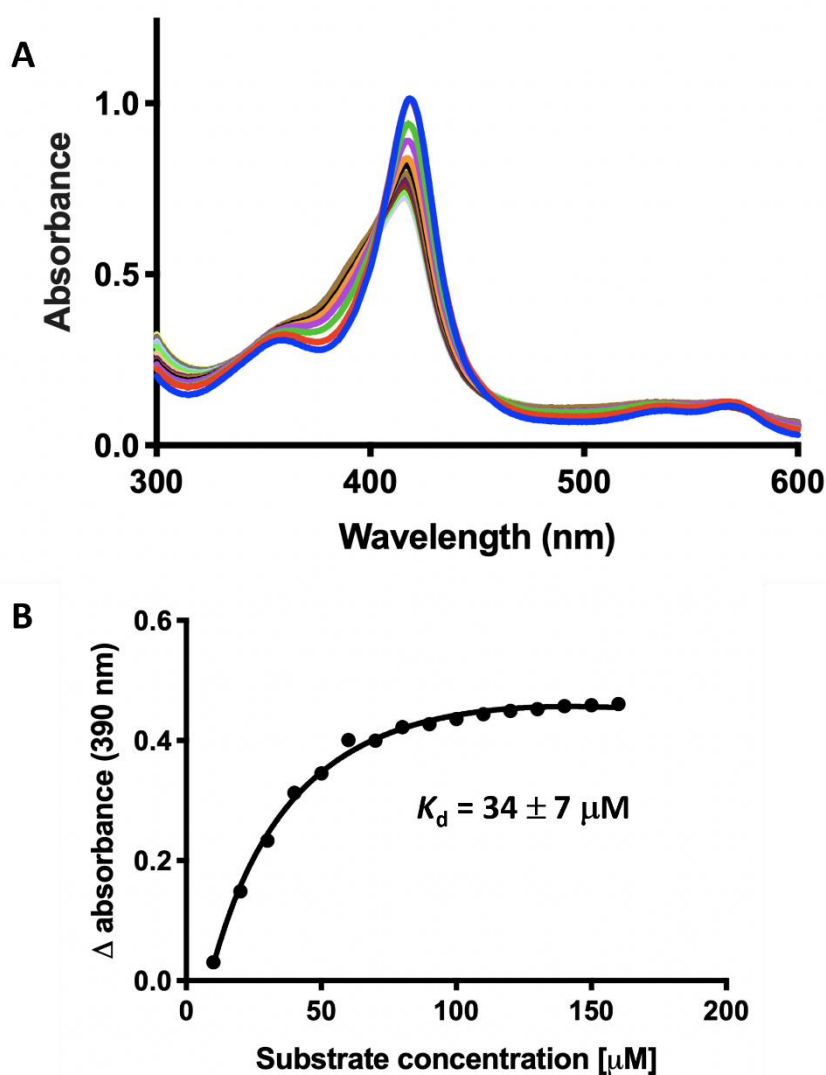 A
Absorbance
1.0
0.5
0.0
300
400
500
600
Wavelength (nm)
B
Δ absorbance (390 nm)
0.6
0.4
0.2
0.0
K_d = 34 ± 7 μM
0
50
100
150
200
Substrate concentration [μM]